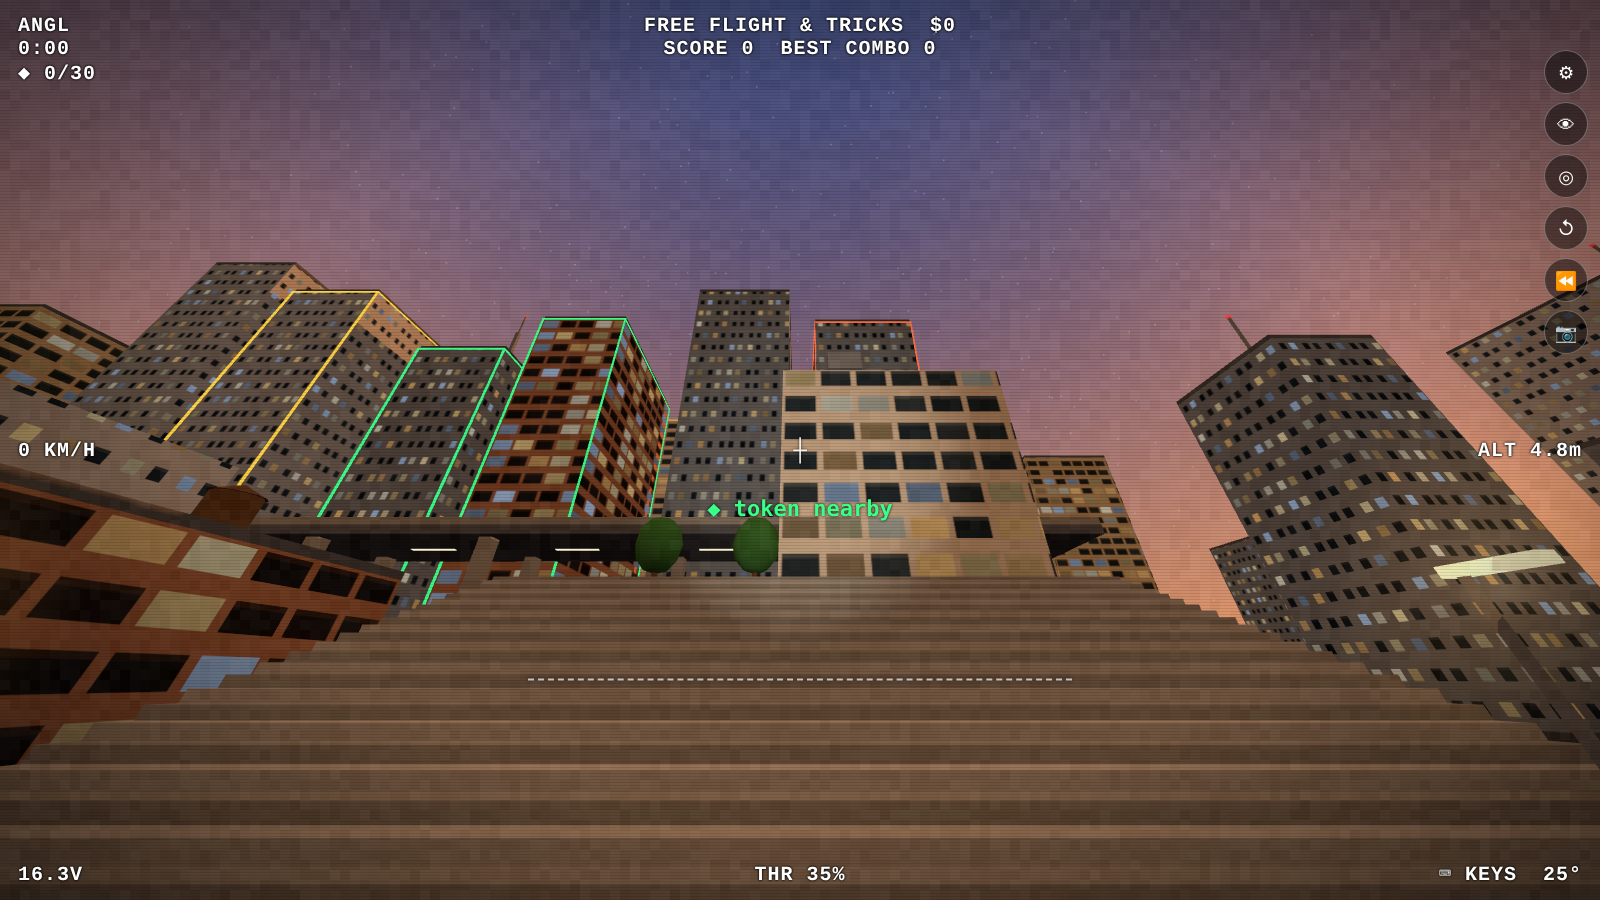 ANGL
0:00
◆ 0/30
FREE FLIGHT & TRICKS $0
SCORE 0 BEST COMBO 0
0 KM/H
ALT 4.8m
◆ token nearby
16.3V
THR 35%
KEYS 25°